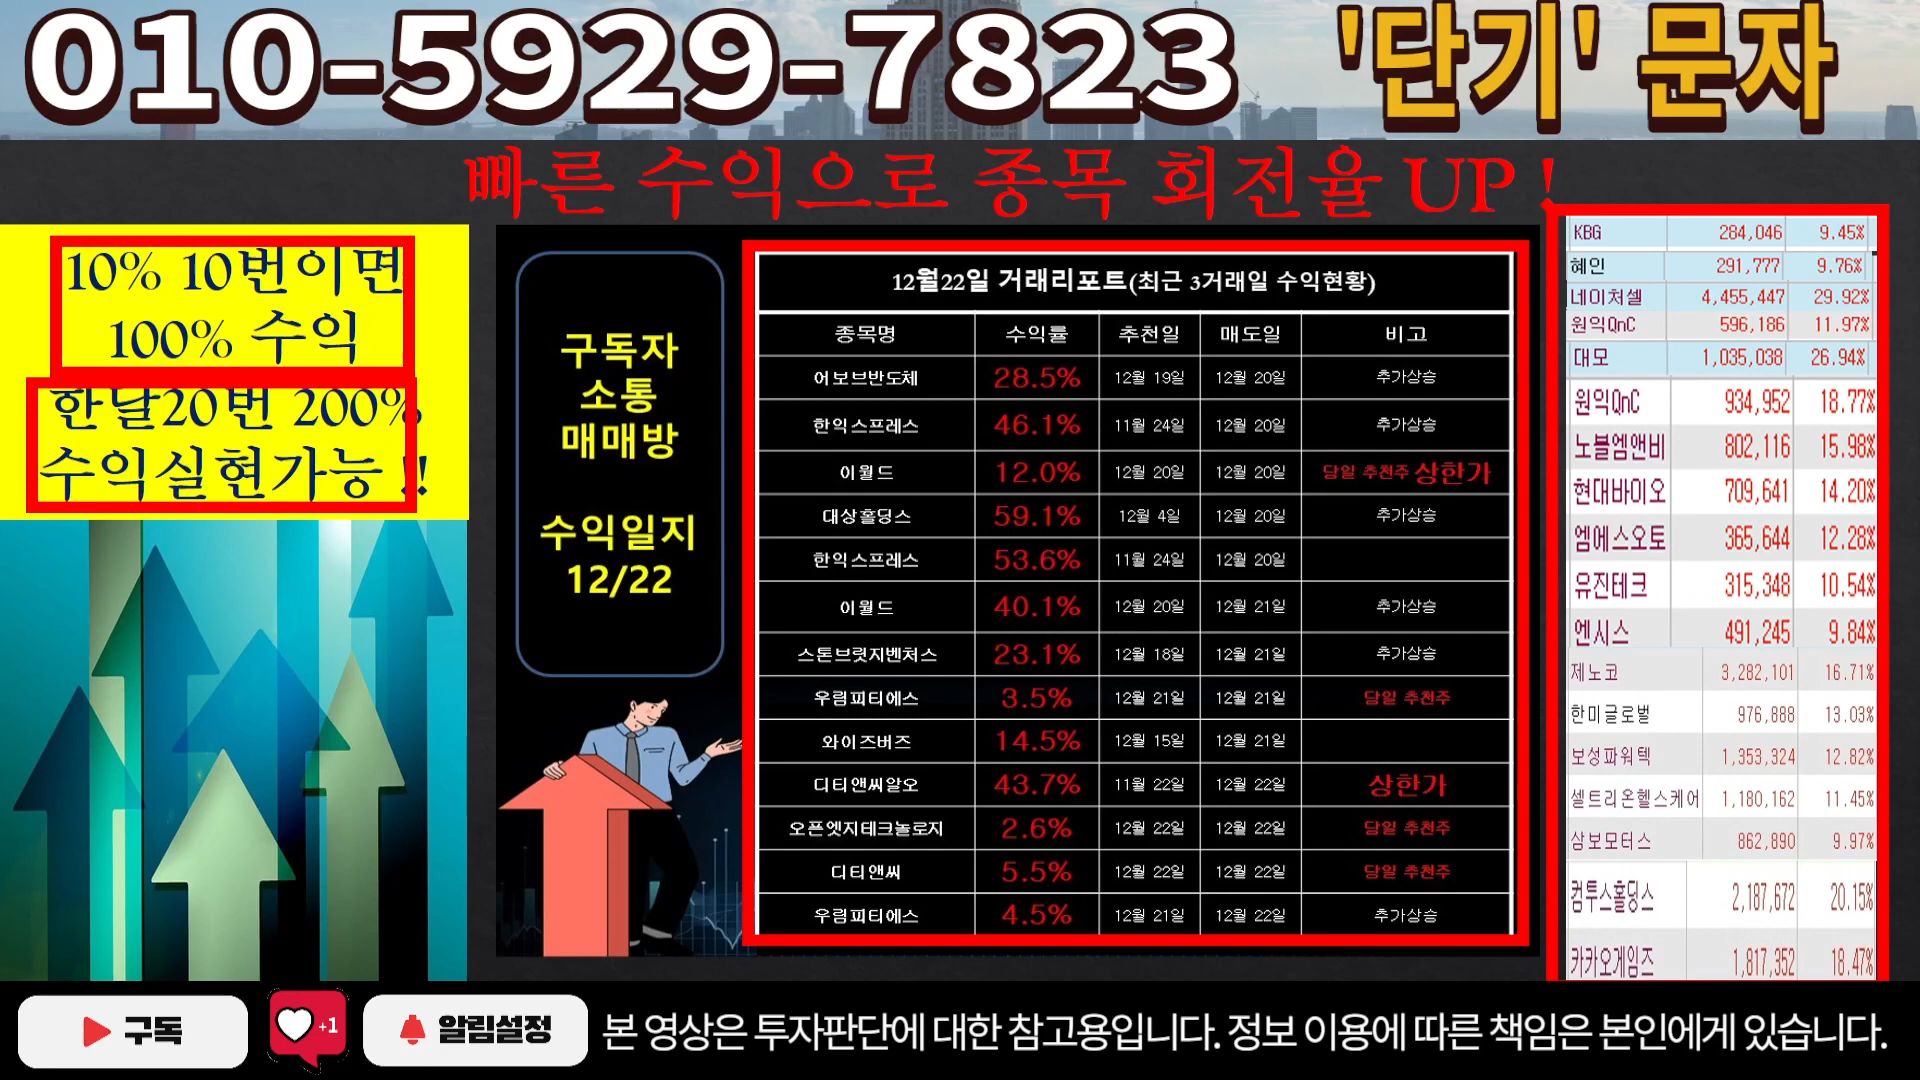 010-5929-7823 '단기' 문자
빠른 수익으로 종목 회전율 UP !
10% 10번이면
100% 수익
한달20번 200%
수익실현가능 !!
구독자
소통
매매방
수익일지
12/22
12월22일 거래리포트(최근 3거래일 수익현황)
종목명 수익률 추천일 매도일 비고
어보브반도체 28.5% 12월 19일 12월 20일 추가상승
한익스프레스 46.1% 11월 24일 12월 20일 추가상승
이월드 12.0% 12월 20일 12월 20일 당일 추천주 상한가
대상홀딩스 59.1% 12월 4일 12월 20일 추가상승
한익스프레스 53.6% 11월 24일 12월 20일
이월드 40.1% 12월 20일 12월 21일 추가상승
스톤브릿지벤처스 23.1% 12월 18일 12월 21일 추가상승
우림피티에스 3.5% 12월 21일 12월 21일 당일 추천주
와이즈버즈 14.5% 12월 15일 12월 21일
디티앤씨알오 43.7% 11월 22일 12월 22일 상한가
오픈엣지테크놀로지 2.6% 12월 22일 12월 22일 당일 추천주
디티앤씨 5.5% 12월 22일 12월 22일 당일 추천주
우림피티에스 4.5% 12월 21일 12월 22일 추가상승
KBG 284,046 9.45%
혜인 291,777 9.76%
네이처셀 4,455,447 29.92%
원익QnC 596,186 11.97%
대모 1,035,038 26.94%
원익QnC 934,952 18.77%
노블엠앤비 802,116 15.98%
현대바이오 709,641 14.20%
엠에스오토 365,644 12.28%
유진테크 315,348 10.54%
엔시스 491,245 9.84%
제노코 3,282,101 16.71%
한미글로벌 976,888 13.03%
보성파워텍 1,353,324 12.82%
셀트리온헬스케어 1,180,162 11.45%
삼보모터스 862,890 9.97%
컴투스홀딩스 2,187,672 20.15%
카카오게임즈 1,817,352 18.47%
구독 +1 알림설정 본 영상은 투자판단에 대한 참고용입니다. 정보 이용에 따른 책임은 본인에게 있습니다.